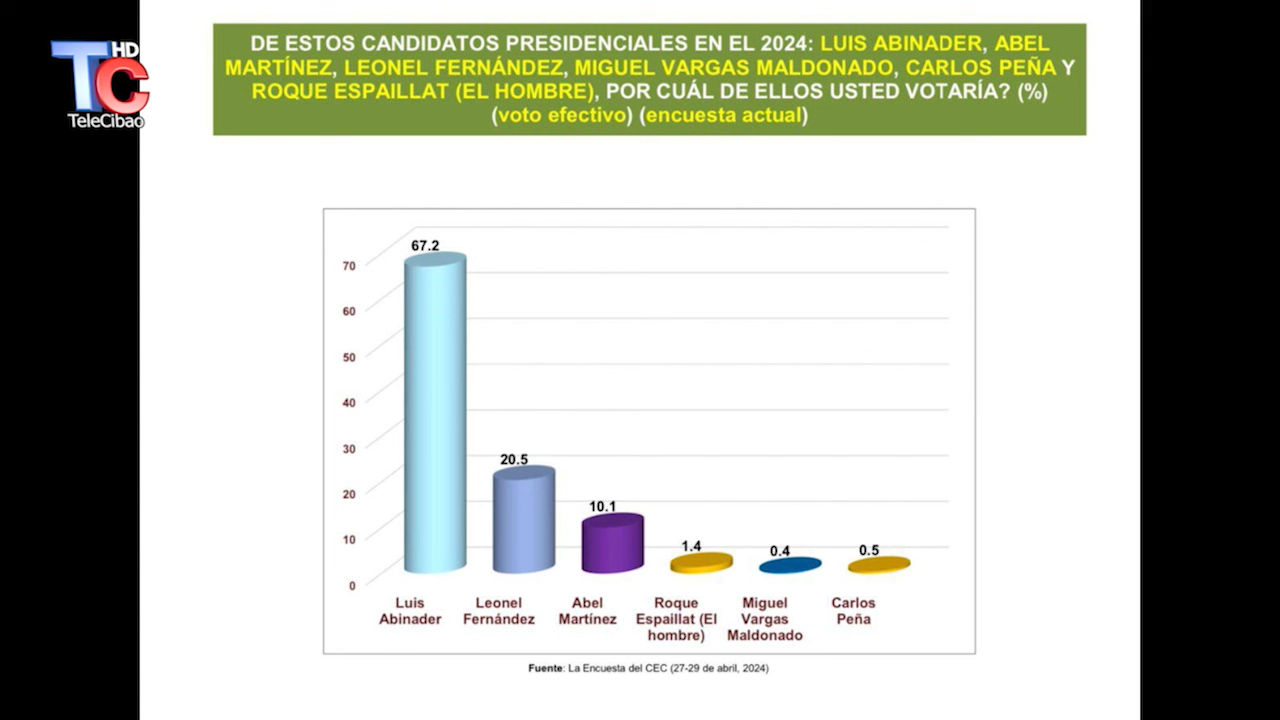 HD
TC
TeleCibao
DE ESTOS CANDIDATOS PRESIDENCIALES EN EL 2024: LUIS ABINADER, ABEL
MARTÍNEZ, LEONEL FERNÁNDEZ, MIGUEL VARGAS MALDONADO, CARLOS PEÑA Y
ROQUE ESPAILLAT (EL HOMBRE), POR CUÁL DE ELLOS USTED VOTARÍA? (%)
(voto efectivo) (encuesta actual)
67.2
20.5
10.1
1.4
0.4
0.5
70
60
50
40
30
20
10
0
Luis
Abinader
Leonel
Fernández
Abel
Martínez
Roque
Espaillat (El
hombre)
Miguel
Vargas
Maldonado
Carlos
Peña
Fuente: La Encuesta del CEC (27-29 de abril, 2024)